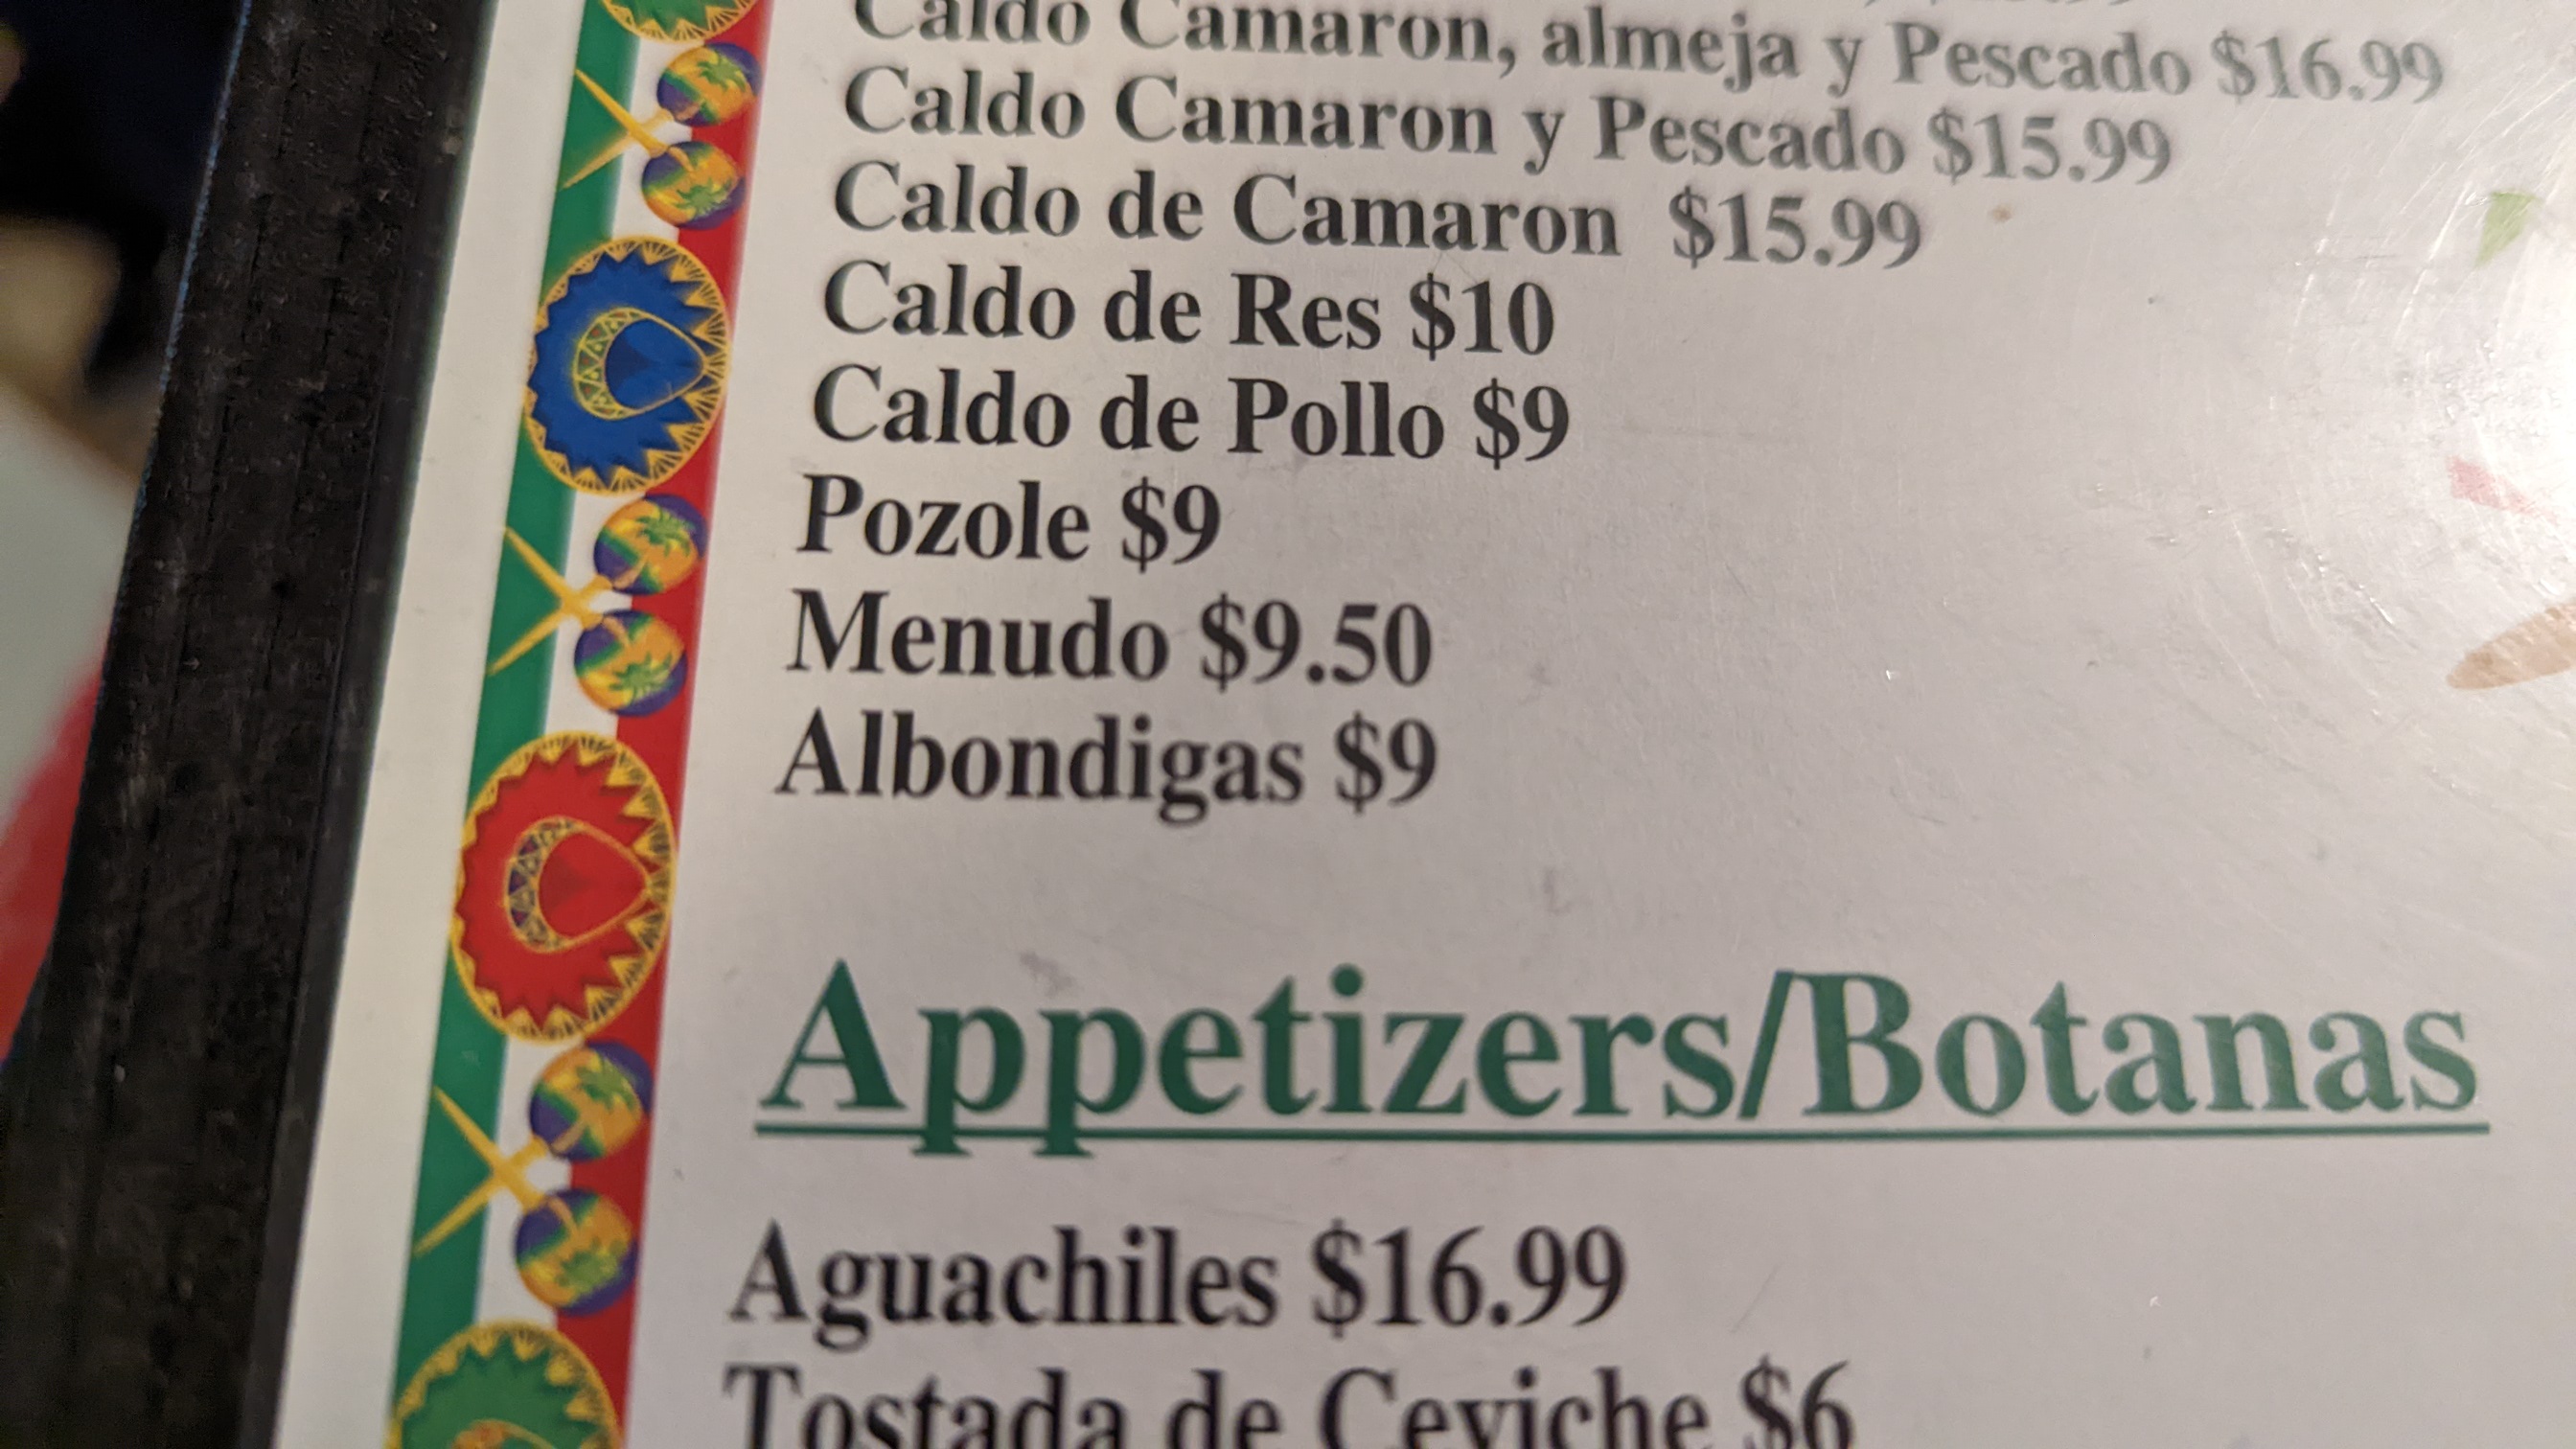 Caldo Camaron, almeja y Pescado $16.99
Caldo Camaron y Pescado $15.99
Caldo de Camaron $15.99
Caldo de Res $10
Caldo de Pollo $9
Pozole $9
Menudo $9.50
Albondigas $9
Appetizers/Botanas
Aguachiles $16.99
Tostada de Ceviche $6